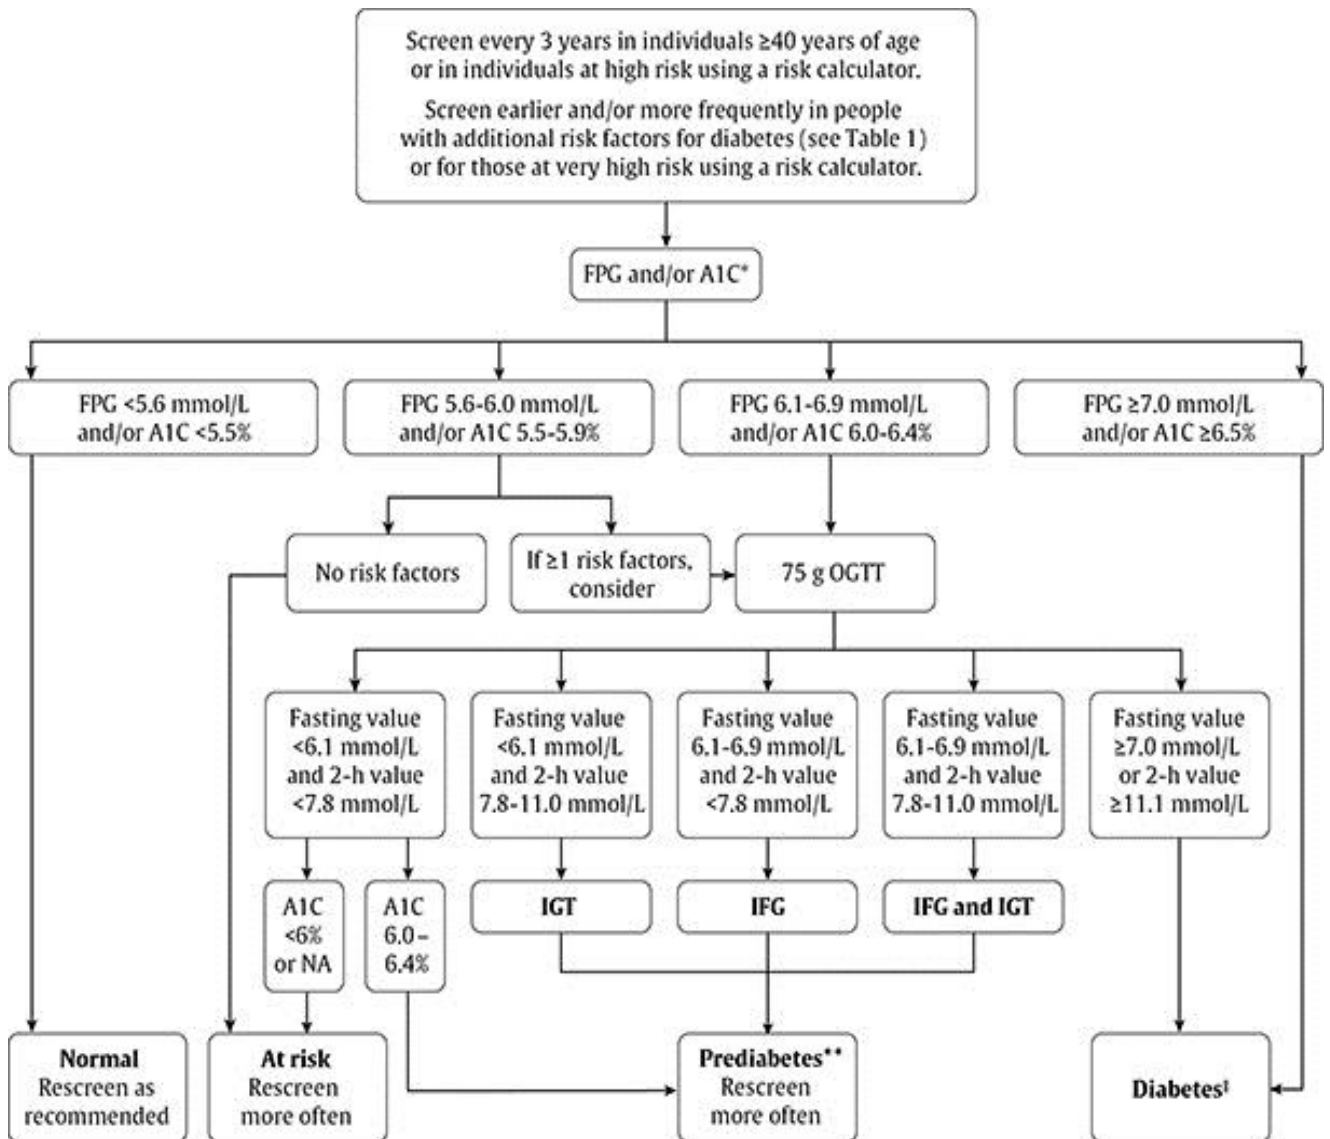 Screen every 3 years in individuals ≥40 years of age
or in individuals at high risk using a risk calculator.
Screen earlier and/or more frequently in people
with additional risk factors for diabetes (see Table 1)
or for those at very high risk using a risk calculator.
FPG and/or A1C*
FPG <5.6 mmol/L
and/or A1C <5.5%
FPG 5.6-6.0 mmol/L
and/or A1C 5.5-5.9%
FPG 6.1-6.9 mmol/L
and/or A1C 6.0-6.4%
FPG ≥7.0 mmol/L
and/or A1C ≥6.5%
No risk factors
If ≥1 risk factors,
consider
75 g OGTT
Fasting value
<6.1 mmol/L
and 2-h value
<7.8 mmol/L
Fasting value
<6.1 mmol/L
and 2-h value
7.8-11.0 mmol/L
Fasting value
6.1-6.9 mmol/L
and 2-h value
<7.8 mmol/L
Fasting value
6.1-6.9 mmol/L
and 2-h value
7.8-11.0 mmol/L
Fasting value
≥7.0 mmol/L
or 2-h value
≥11.1 mmol/L
A1C
<6%
or NA
A1C
6.0–
6.4%
IGT
IFG
IFG and IGT
Normal
Rescreen as
recommended
At risk
Rescreen
more often
Prediabetes**
Rescreen
more often
Diabetes‡